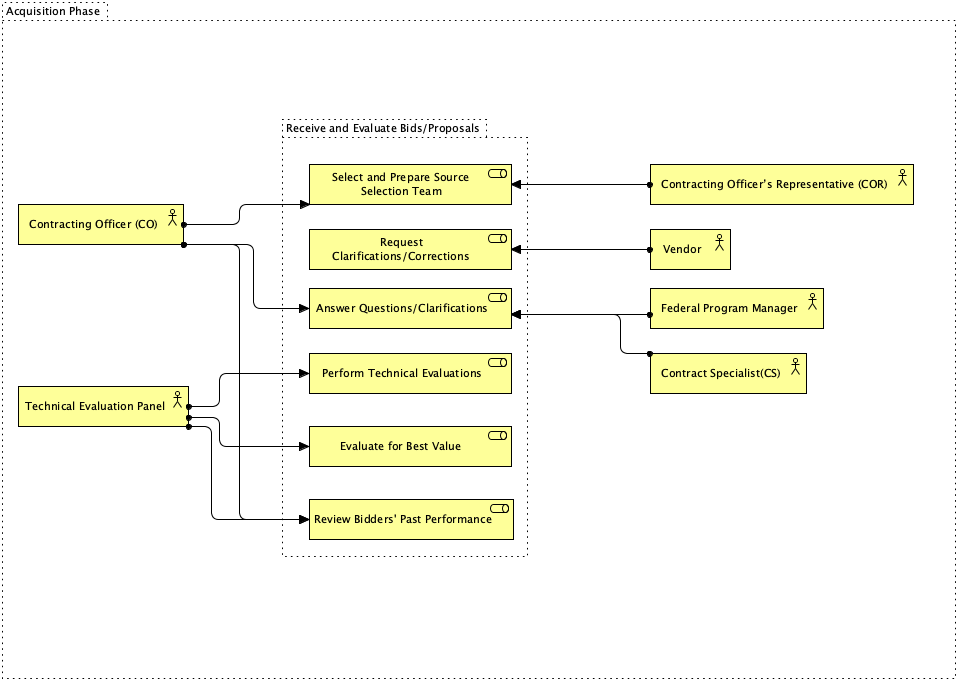 Acquisition Phase
Receive and Evaluate Bids/Proposals
Select and Prepare Source
Selection Team
Contracting Officer's Representative (COR)
Contracting Officer (CO)
Request
Clarifications/Corrections
Vendor
Answer Questions/Clarifications
Federal Program Manager
Perform Technical Evaluations
Contract Specialist(CS)
Technical Evaluation Panel
Evaluate for Best Value
Review Bidders' Past Performance